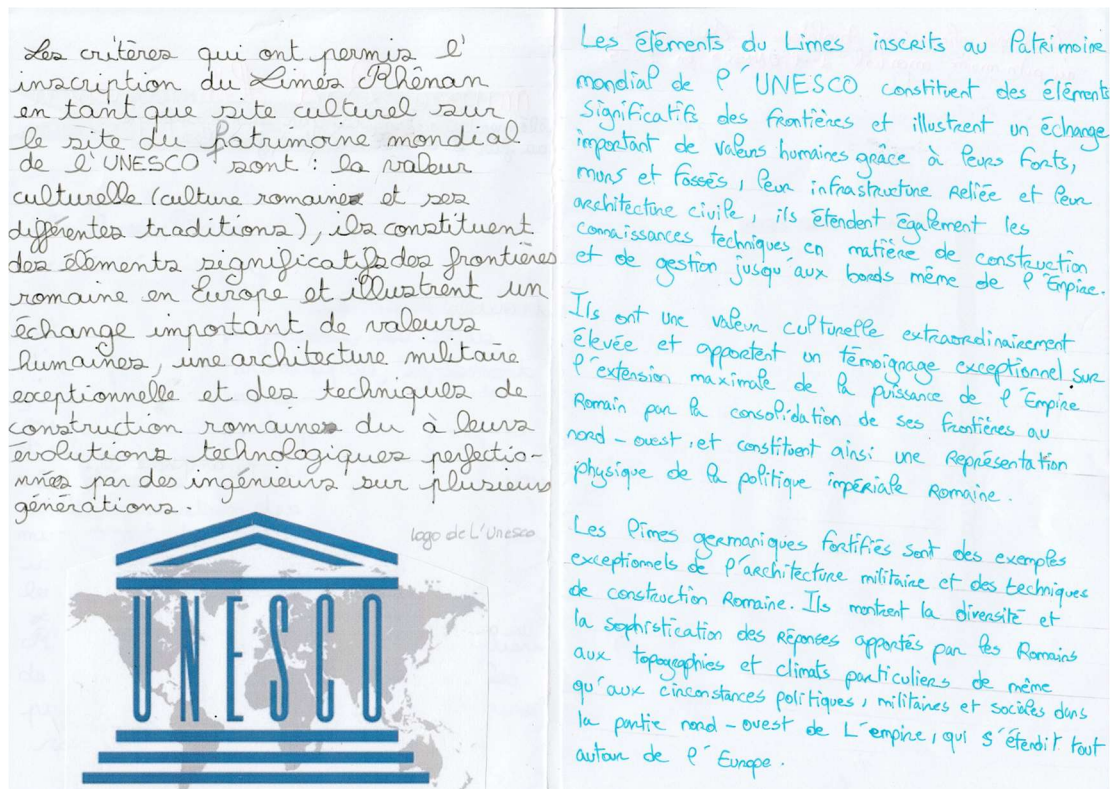 Les critères qui ont permis l'
inscription du Limes Rhénan
en tant que site culturel sur
le site du patrimoine mondial
de l'UNESCO sont : la valeur
culturelle (culture romaine et ses
différentes traditions), ils constituent
des éléments significatifs des frontières
romaine en Europe et illustrent un
échange important de valeurs
humaines, une architecture militaire
exceptionnelle et des techniques de
construction romaines du à leurs
évolutions technologiques perfectio-
nnées par des ingénieurs sur plusieurs
générations.
logo de L'Unesco
UNESCO
Les éléments du Limes inscrits au Patrimoine
mondial de l'UNESCO constituent des éléments
significatifs des frontières et illustrent un échange
important de valeurs humaines grâce à leurs forts,
murs et fossés, leur infrastructure reliée et leur
architecture civile, ils étendent également les
connaissances techniques en matière de construction
et de gestion jusqu'aux bords même de l'Empire.
Ils ont une valeur culturelle extraordinairement
élevée et apportent un témoignage exceptionnel sur
l'extension maximale de la puissance de l'Empire
Romain par la consolidation de ses frontières au
nord-ouest, et constituent ainsi une représentation
physique de la politique impériale Romaine.
Les limes germaniques fortifiés sont des exemples
exceptionnels de l'architecture militaire et des techniques
de construction Romaine. Ils montrent la diversité et
la sophistication des réponses apportés par les Romains
aux topographies et climats particuliers de même
qu'aux circonstances politiques, militaires et sociales dans
la partie nord-ouest de L'empire, qui s'étendit tout
autour de l'Europe.